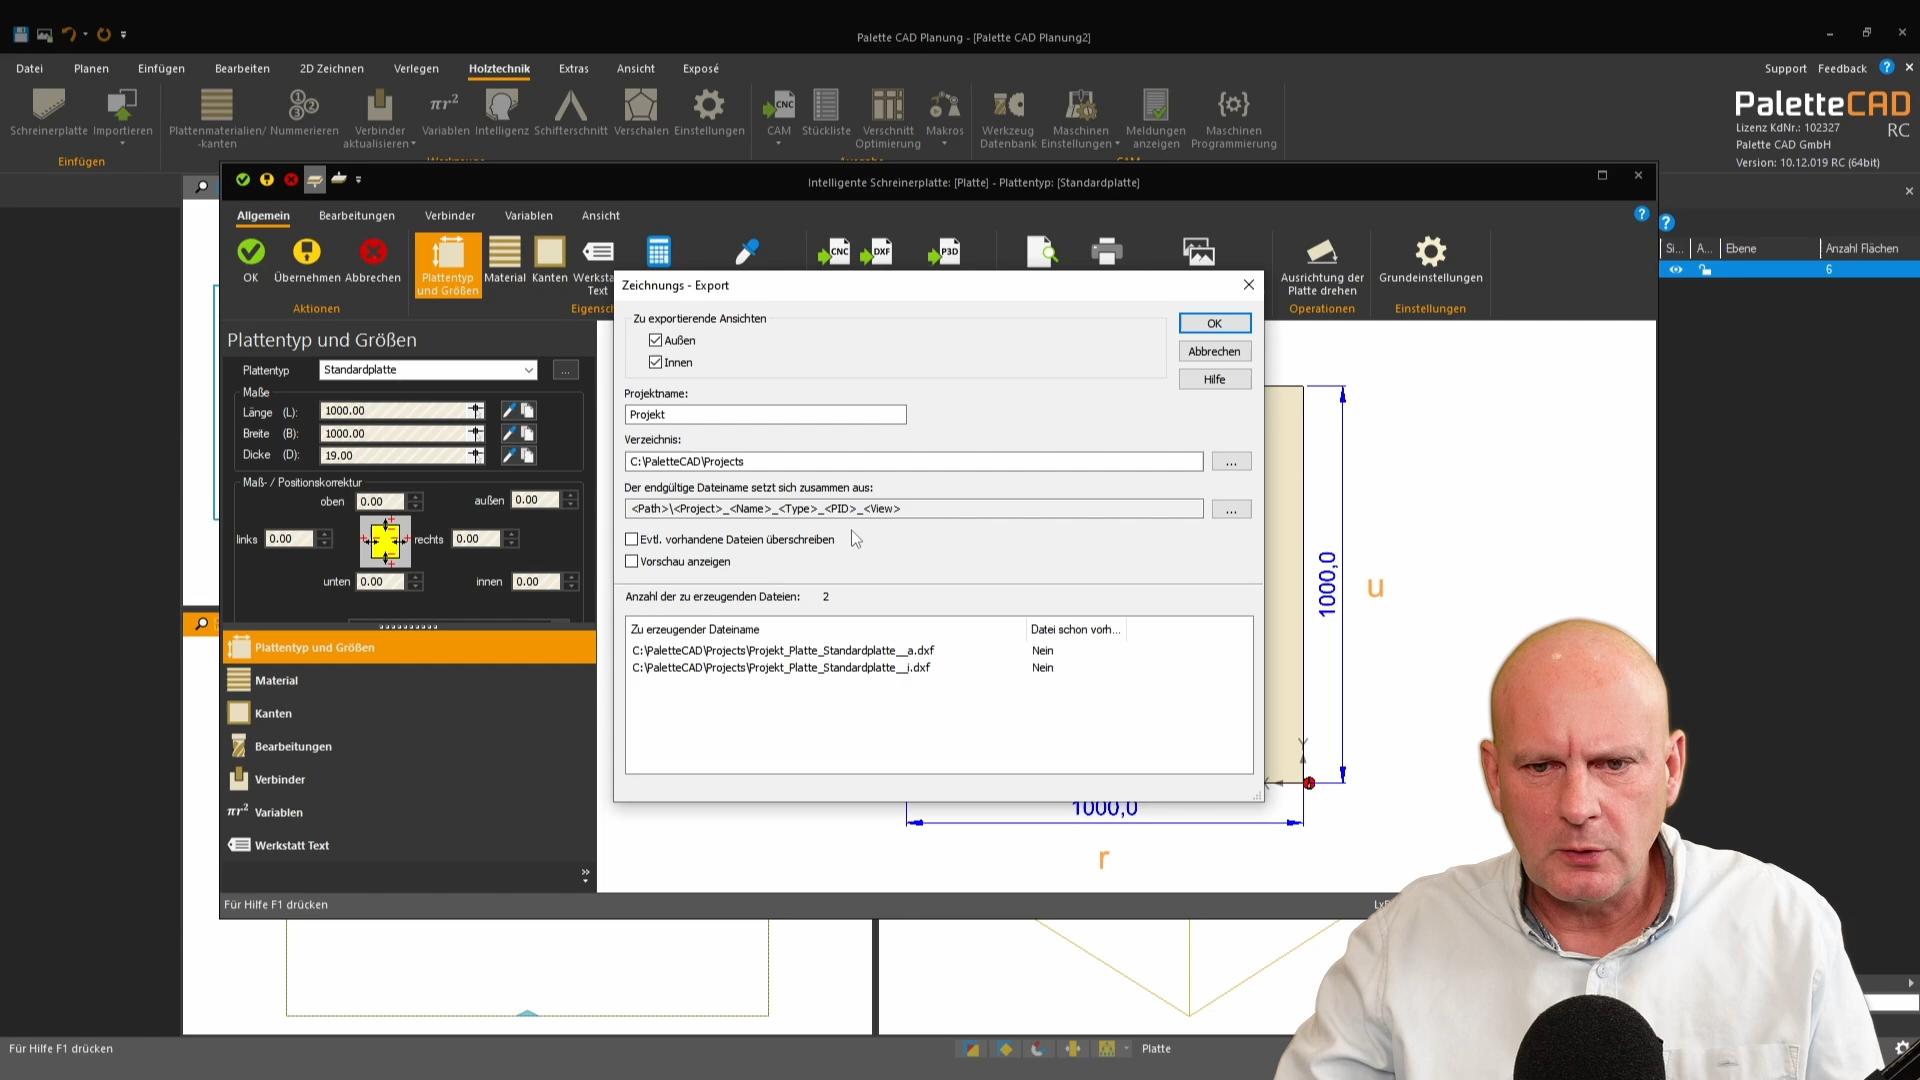 Palette CAD Planung - [Palette CAD Planung2]
Datei Planen Einfügen Bearbeiten 2D Zeichnen Verlegen Holztechnik Extras Ansicht Exposé
Support Feedback ?
PaletteCAD
RC
Lizenz KdNr.: 102327
Palette CAD GmbH
Version: 10.12.019 RC (64bit)
Schreinerplatte Importieren Plattenmaterialien/ Nummerieren Verbinder Variablen Intelligenz Schifterschnitt Verschalen Einstellungen CAM Stückliste Verschnitt Makros Werkzeug Maschinen Meldungen Maschinen
-kanten aktualisieren Optimierung Datenbank Einstellungen anzeigen Programmierung
Einfügen
Intelligente Schreinerplatte: [Platte] - Plattentyp: [Standardplatte]
Allgemein Bearbeitungen Verbinder Variablen Ansicht
CNC DXF P3D
OK Übernehmen Abbrechen Plattentyp Material Kanten Werksta
und Größen Text
Aktionen Eigensc
Ausrichtung der Grundeinstellungen
Platte drehen
Operationen Einstellungen
Si... A... Ebene Anzahl Flächen
6
Plattentyp und Größen
Plattentyp Standardplatte ...
Maße
Länge (L): 1000.00
Breite (B): 1000.00
Dicke (D): 19.00
Maß- / Positionskorrektur
oben 0.00 außen 0.00
links 0.00 rechts 0.00
unten 0.00 innen 0.00
Plattentyp und Größen
Material
Kanten
Bearbeitungen
Verbinder
πr² Variablen
Werkstatt Text
Für Hilfe F1 drücken
Zeichnungs - Export
Zu exportierende Ansichten
Außen
Innen
OK
Abbrechen
Hilfe
Projektname:
Projekt
Verzeichnis:
C:\PaletteCAD\Projects ...
Der endgültige Dateiname setzt sich zusammen aus:
<Path>\<Project>_<Name>_<Type>_<PID>_<View> ...
Evtl. vorhandene Dateien überschreiben
Vorschau anzeigen
Anzahl der zu erzeugenden Dateien: 2
Zu erzeugender Dateiname Datei schon vorh...
C:\PaletteCAD\Projects\Projekt_Platte_Standardplatte__a.dxf Nein
C:\PaletteCAD\Projects\Projekt_Platte_Standardplatte__i.dxf Nein
1000,0
u
Y
1000,0
r
Für Hilfe F1 drücken
Platte